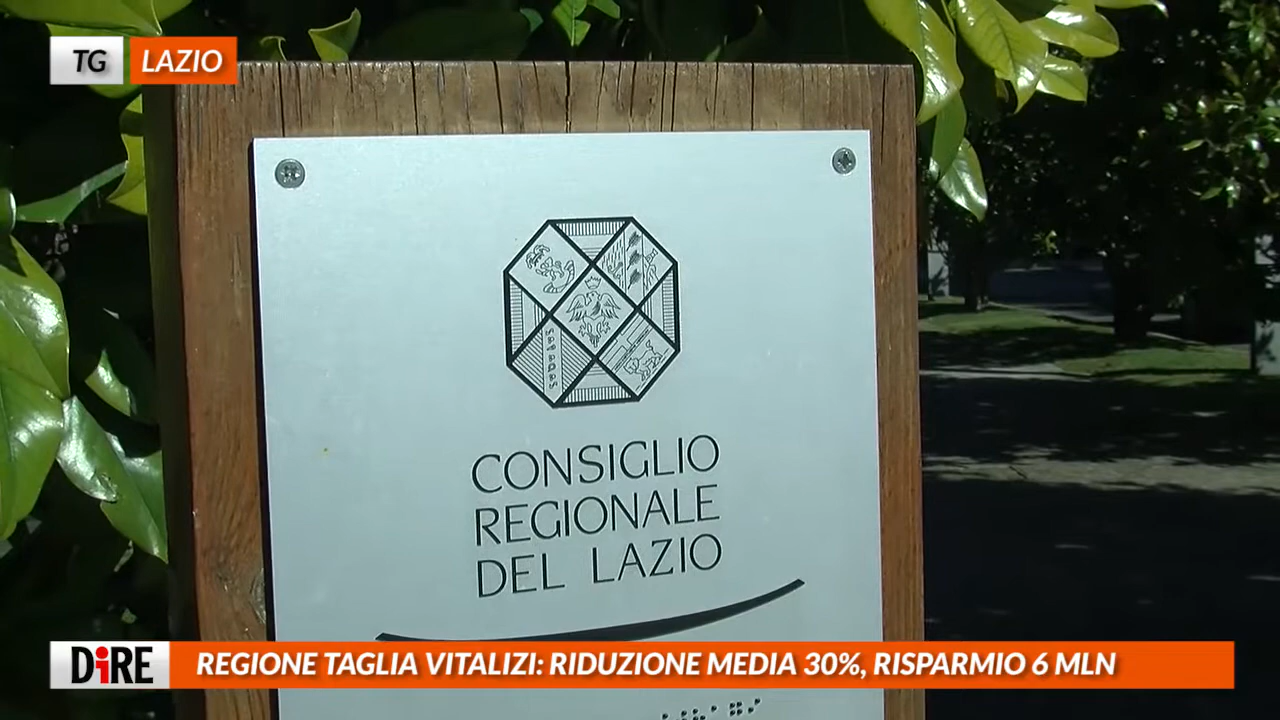 TG LAZIO
CONSIGLIO
REGIONALE
DEL LAZIO
DiRE REGIONE TAGLIA VITALIZI: RIDUZIONE MEDIA 30%, RISPARMIO 6 MLN